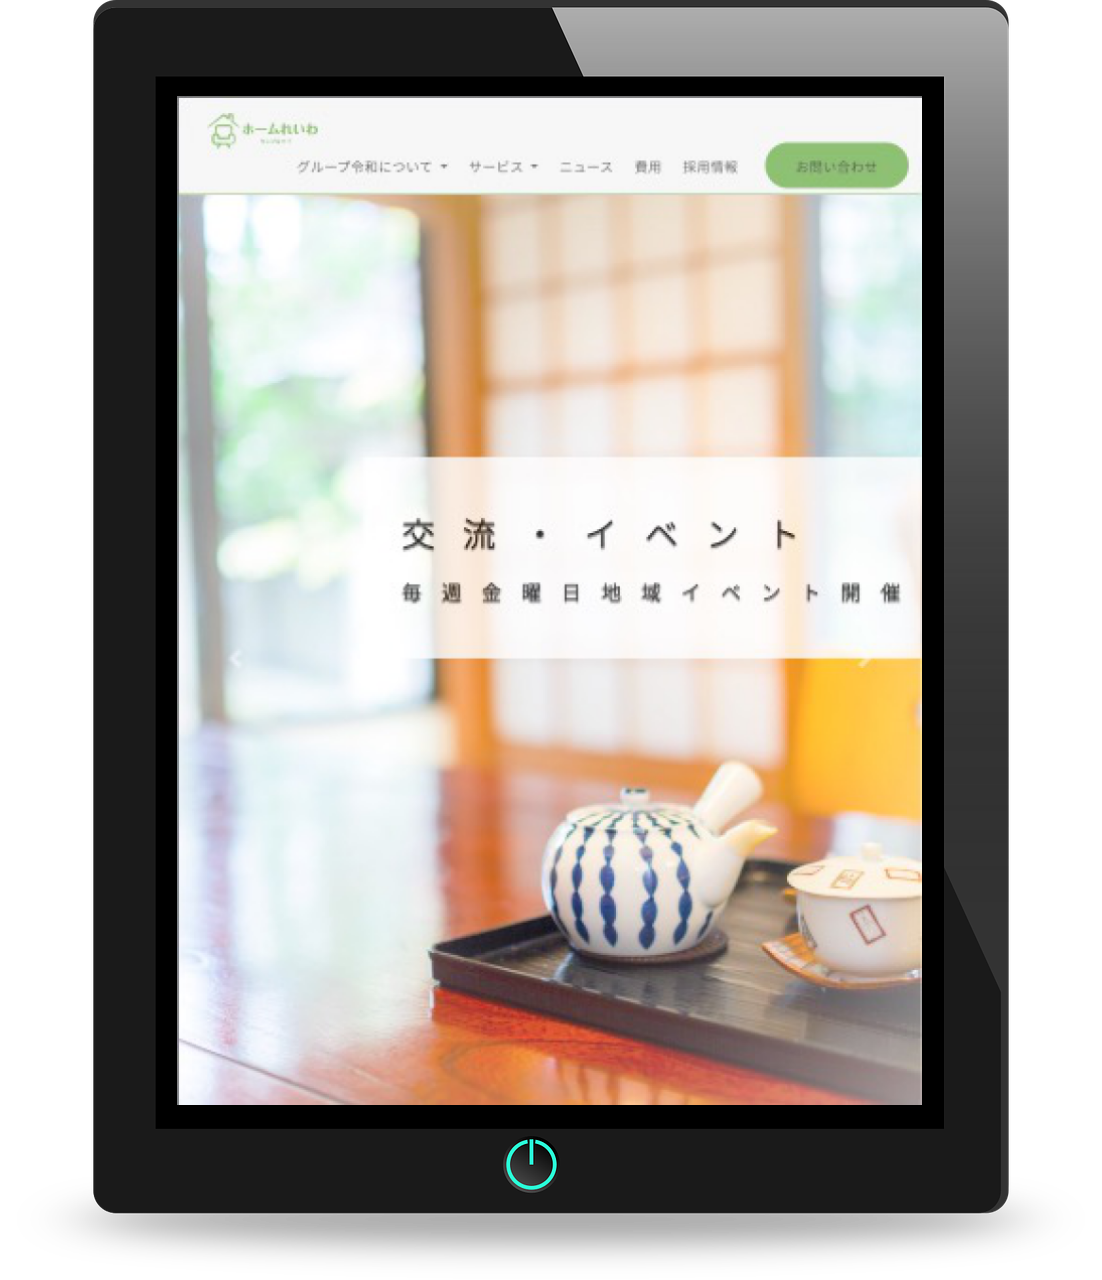 ホームれいわ
グループ令和について サービス ニュース 費用 採用情報 お問い合わせ
交流・イベント
毎週金曜日地域イベント開催